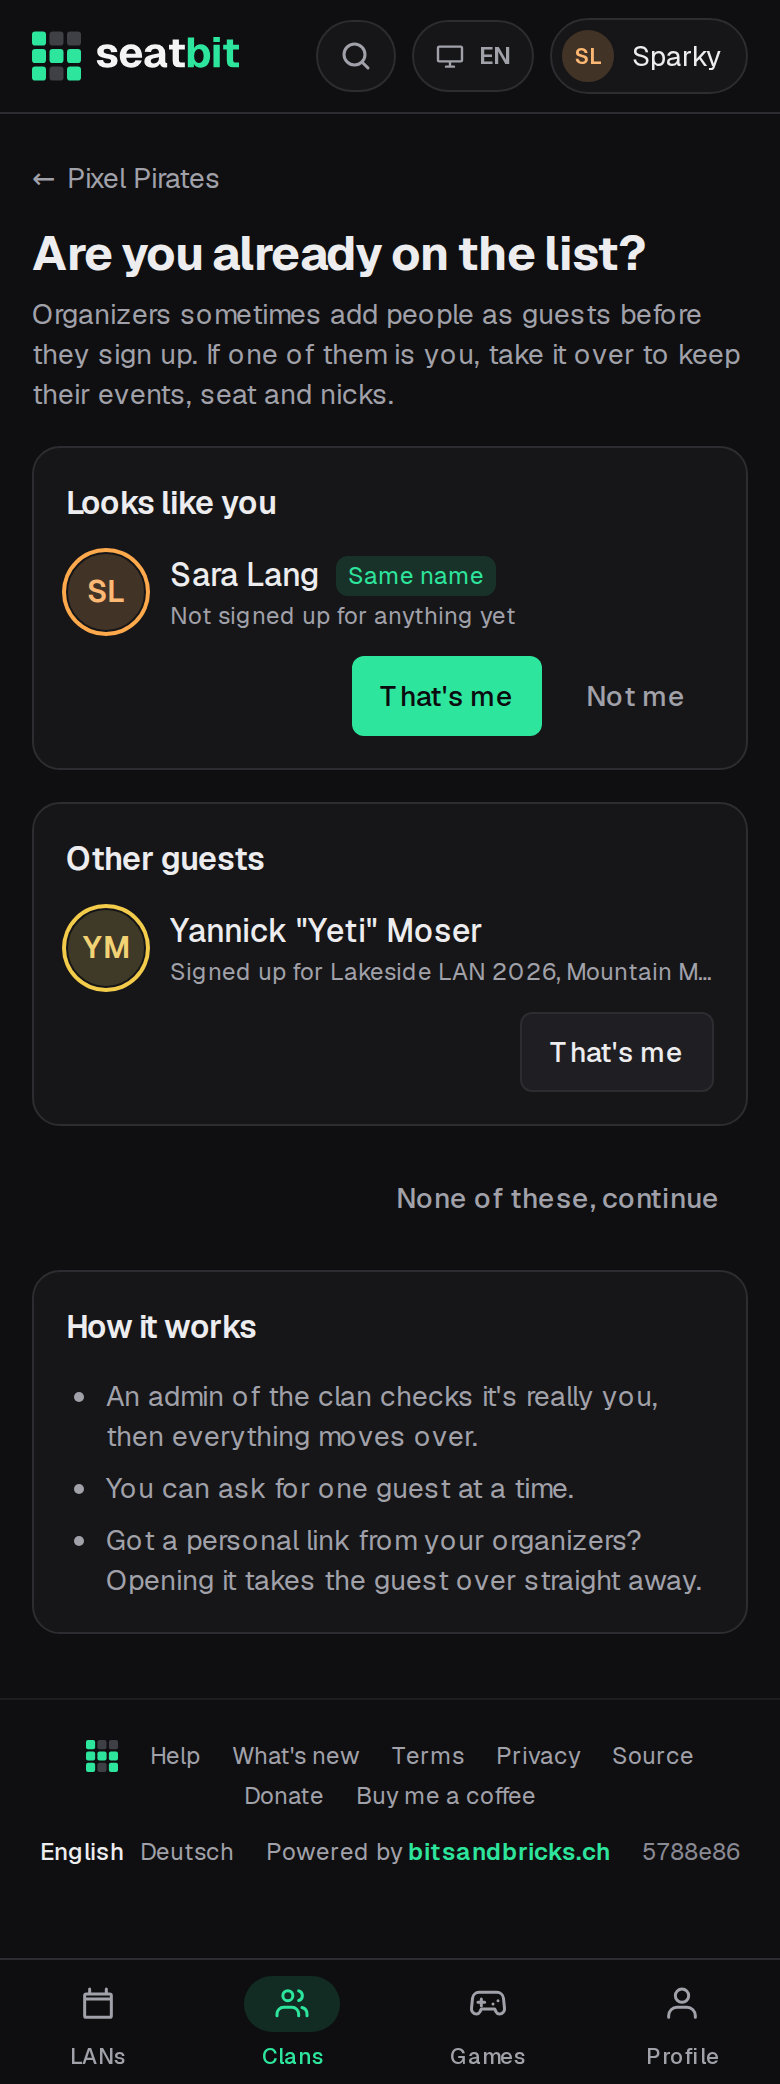 seatbit
EN
SL
Sparky
← Pixel Pirates
Are you already on the list?
Organizers sometimes add people as guests before
they sign up. If one of them is you, take it over to keep
their events, seat and nicks.
Looks like you
SL
Sara Lang
Same name
Not signed up for anything yet
That's me
Not me
Other guests
YM
Yannick "Yeti" Moser
Signed up for Lakeside LAN 2026, Mountain M…
That's me
None of these, continue
How it works
• An admin of the clan checks it's really you,
then everything moves over.
• You can ask for one guest at a time.
• Got a personal link from your organizers?
Opening it takes the guest over straight away.
Help What's new Terms Privacy Source
Donate Buy me a coffee
English Deutsch Powered by bitsandbricks.ch 5788e86
LANs Clans Games Profile